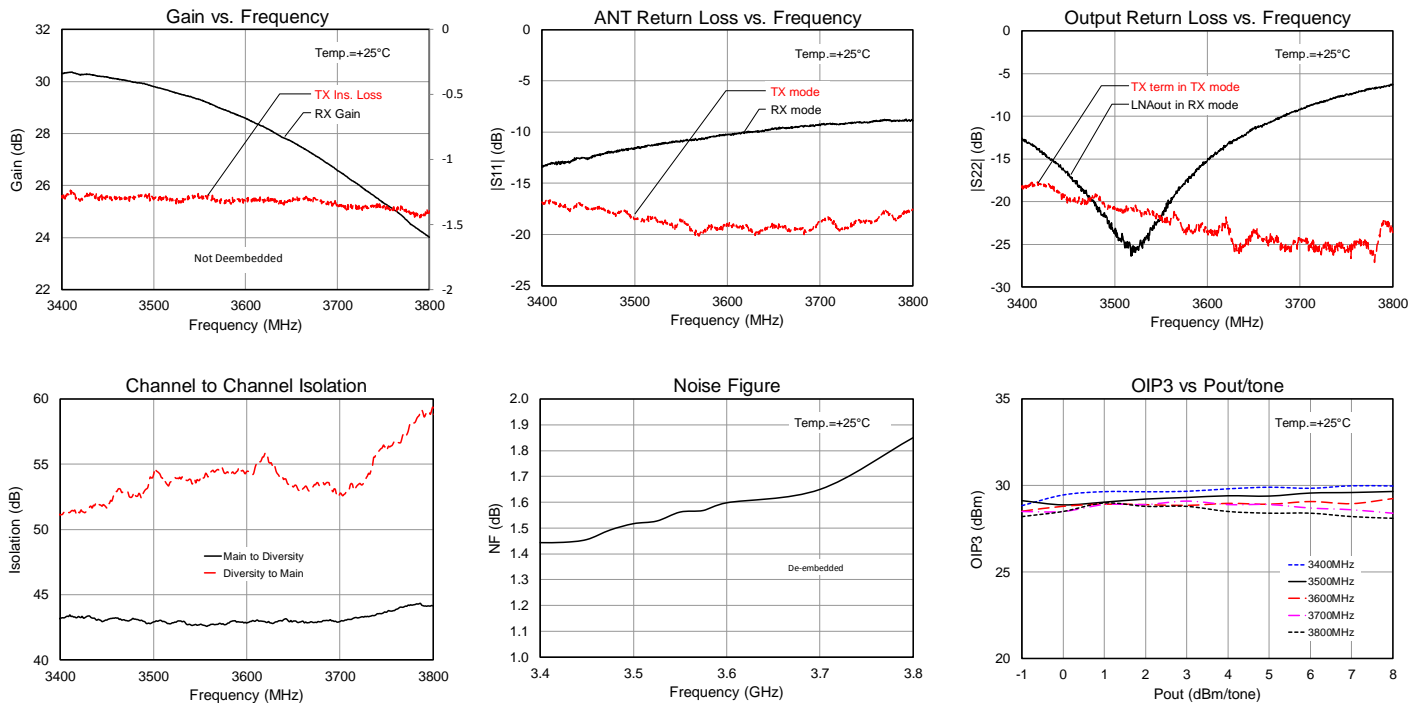 Gain vs. Frequency
32
30
28
26
24
22
Gain (dB)
0
-0.5
-1
-1.5
-2
Temp.=+25°C
TX Ins. Loss
RX Gain
Not Deembedded
3400
3500
3600
3700
3800
Frequency (MHz)
ANT Return Loss vs. Frequency
0
-5
-10
-15
-20
-25
|S11| (dB)
Temp.=+25°C
TX mode
RX mode
3400
3500
3600
3700
3800
Frequency (MHz)
Output Return Loss vs. Frequency
0
-5
-10
-15
-20
-25
-30
|S22| (dB)
Temp.=+25°C
TX term in TX mode
LNAout in RX mode
3400
3500
3600
3700
3800
Frequency (MHz)
Channel to Channel Isolation
60
55
50
45
40
Isolation (dB)
Main to Diversity
Diversity to Main
3400
3500
3600
3700
3800
Frequency (MHz)
Noise Figure
2.0
1.9
1.8
1.7
1.6
1.5
1.4
1.3
1.2
1.1
1.0
NF (dB)
Temp.=+25°C
De-embedded
3.4
3.5
3.6
3.7
3.8
Frequency (GHz)
OIP3 vs Pout/tone
35
30
25
20
OIP3 (dBm)
Temp.=+25°C
3400MHz
3500MHz
3600MHz
3700MHz
3800MHz
-1
0
1
2
3
4
5
6
7
8
Pout (dBm/tone)